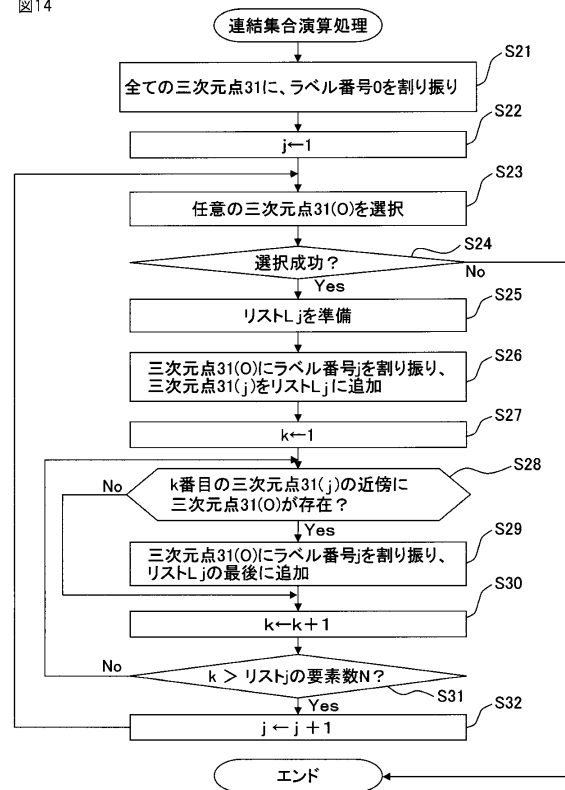 図14
連結集合演算処理
S21
全ての三次元点31に、ラベル番号0を割り振り
S22
j←1
S23
任意の三次元点31(0)を選択
S24
選択成功？
No
Yes
S25
リストLjを準備
S26
三次元点31(0)にラベル番号jを割り振り、
三次元点31(j)をリストLjに追加
S27
k←1
S28
No
k番目の三次元点31(j)の近傍に
三次元点31(0)が存在？
Yes
S29
三次元点31(0)にラベル番号jを割り振り、
リストLjの最後に追加
S30
k←k＋1
No
k ＞ リストjの要素数N？
S31
Yes
S32
j ← j ＋1
エンド